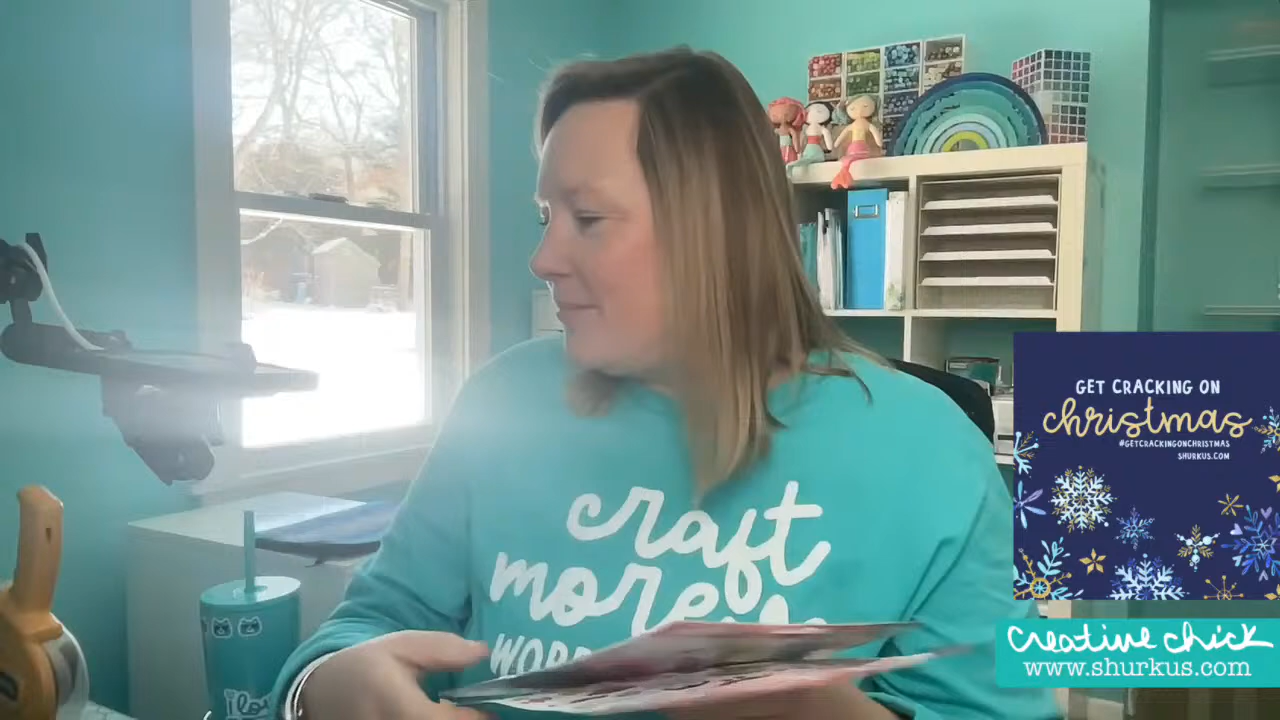 GET CRACKING ON
christmas
#GETCRACKINGONCHRISTMAS
SHURKUS.COM
craft
more
creative chick
www.shurkus.com